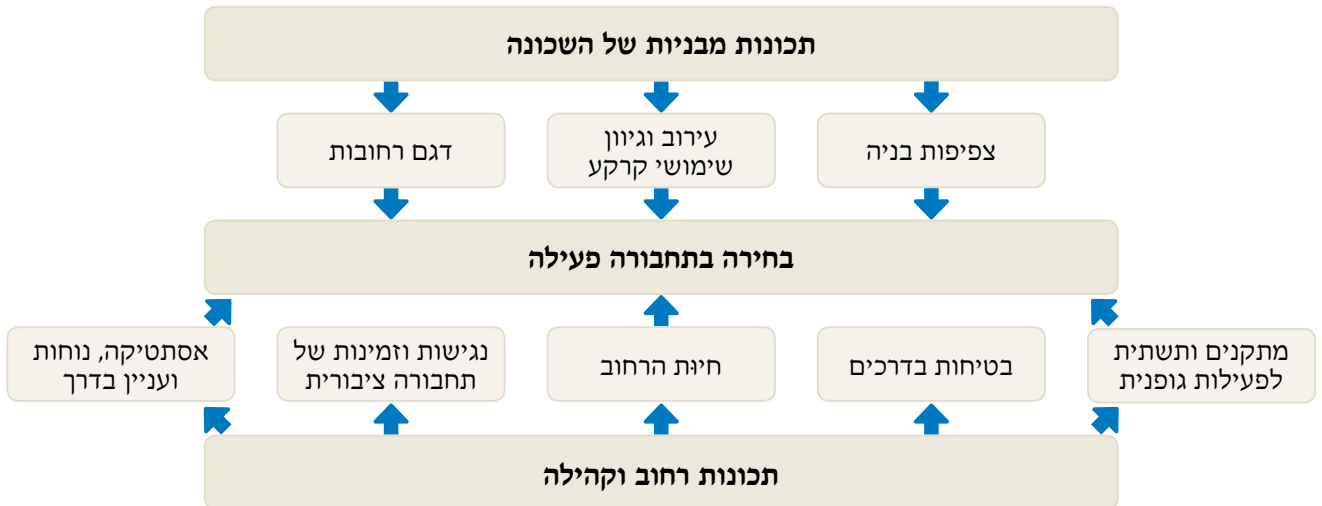 תכונות מבניות של השכונה
צפיפות בניה
עירוב וגיוון
שימושי קרקע
דגם רחובות
בחירה בתחבורה פעילה
מתקנים ותשתית
לפעילות גופנית
בטיחות בדרכים
חיוּת הרחוב
נגישות וזמינות של
תחבורה ציבורית
אסתטיקה, נוחות
ועניין בדרך
תכונות רחוב וקהילה